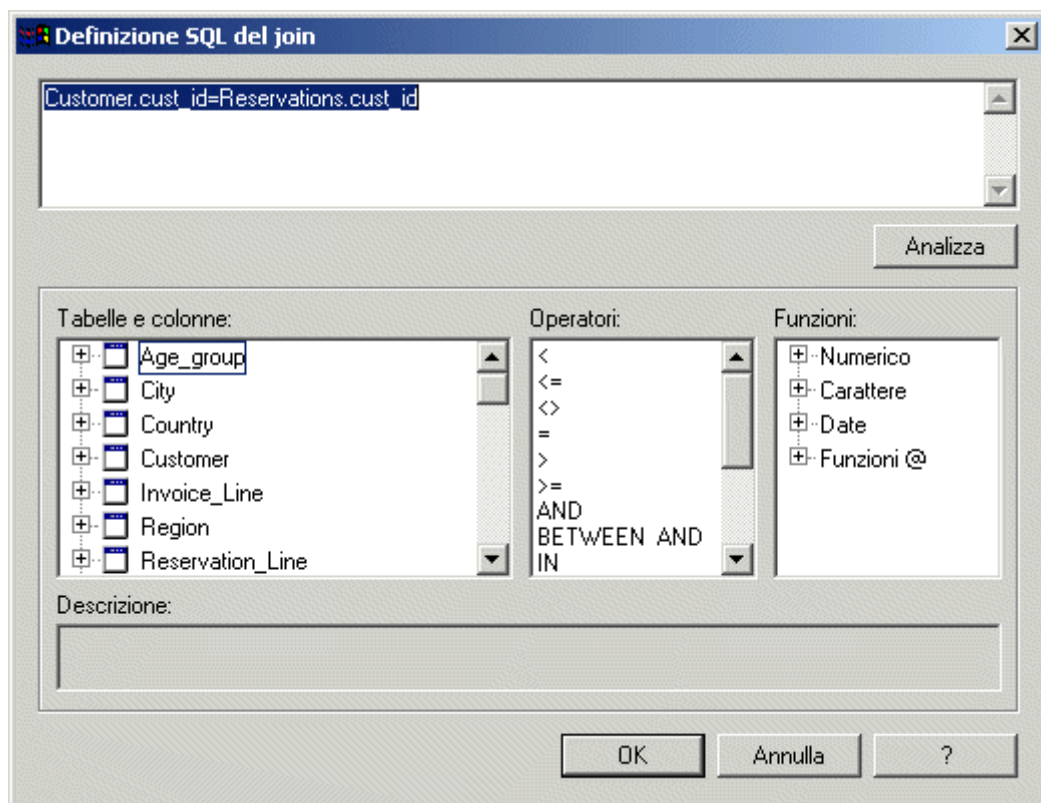 Definizione SQL del join
Customer.cust_id=Reservations.cust_id
Analizza
Tabelle e colonne:
Age_group
City
Country
Customer
Invoice_Line
Region
Reservation_Line
Operatori:
<
<=
<>
=
>
>=
AND
BETWEEN AND
IN
Funzioni:
Numerico
Carattere
Date
Funzioni @
Descrizione:
OK
Annulla
?